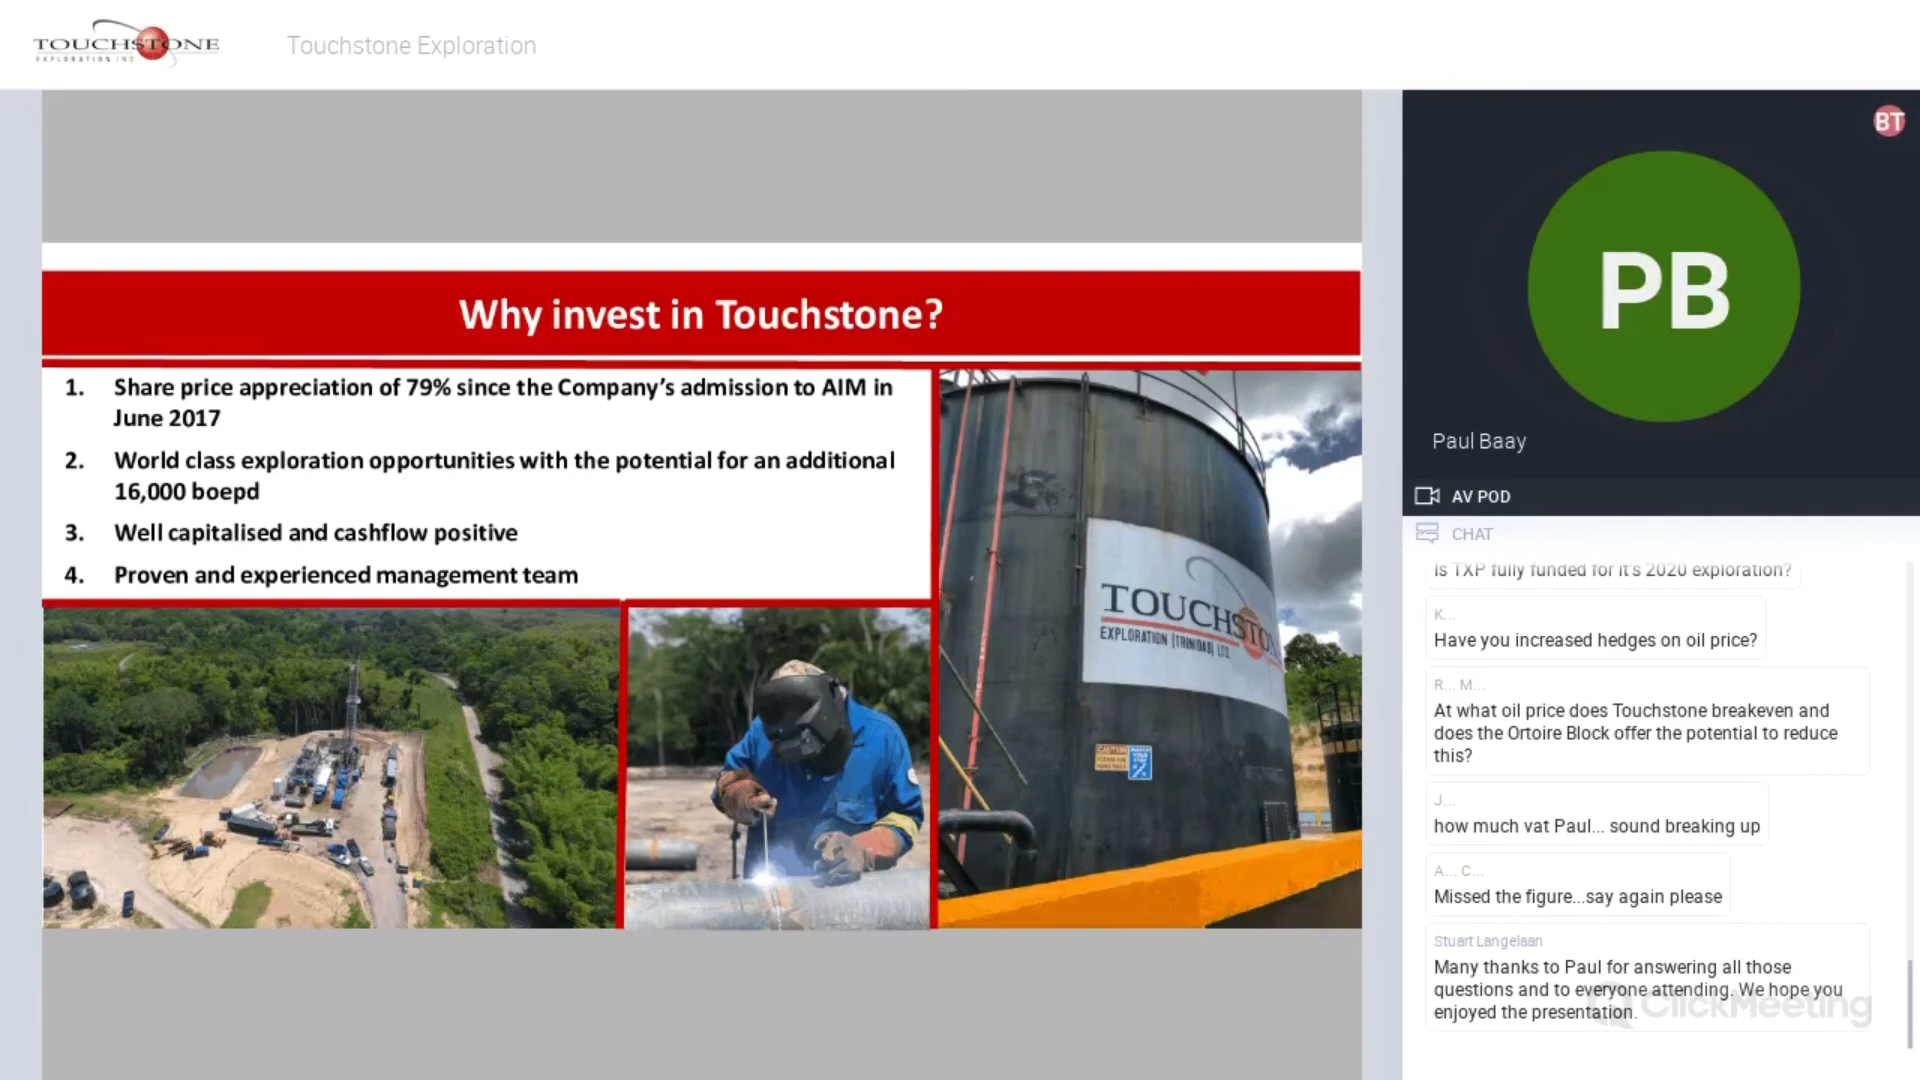 TOUCHSTONE
EXPLORATION INC
Touchstone Exploration
Why invest in Touchstone?
1. Share price appreciation of 79% since the Company's admission to AIM in
June 2017
2. World class exploration opportunities with the potential for an additional
16,000 boepd
3. Well capitalised and cashflow positive
4. Proven and experienced management team
TOUCHSTONE
EXPLORATION (TRINIDAD) LTD.
CAUTION
BT
PB
Paul Baay
AV POD
CHAT
Is TXP fully funded for it's 2020 exploration?
K...
Have you increased hedges on oil price?
R... M...
At what oil price does Touchstone breakeven and
does the Ortoire Block offer the potential to reduce
this?
J...
how much vat Paul... sound breaking up
A... C...
Missed the figure...say again please
Stuart Langelaan
Many thanks to Paul for answering all those
questions and to everyone attending. We hope you
enjoyed the presentation.
ClickMeeting